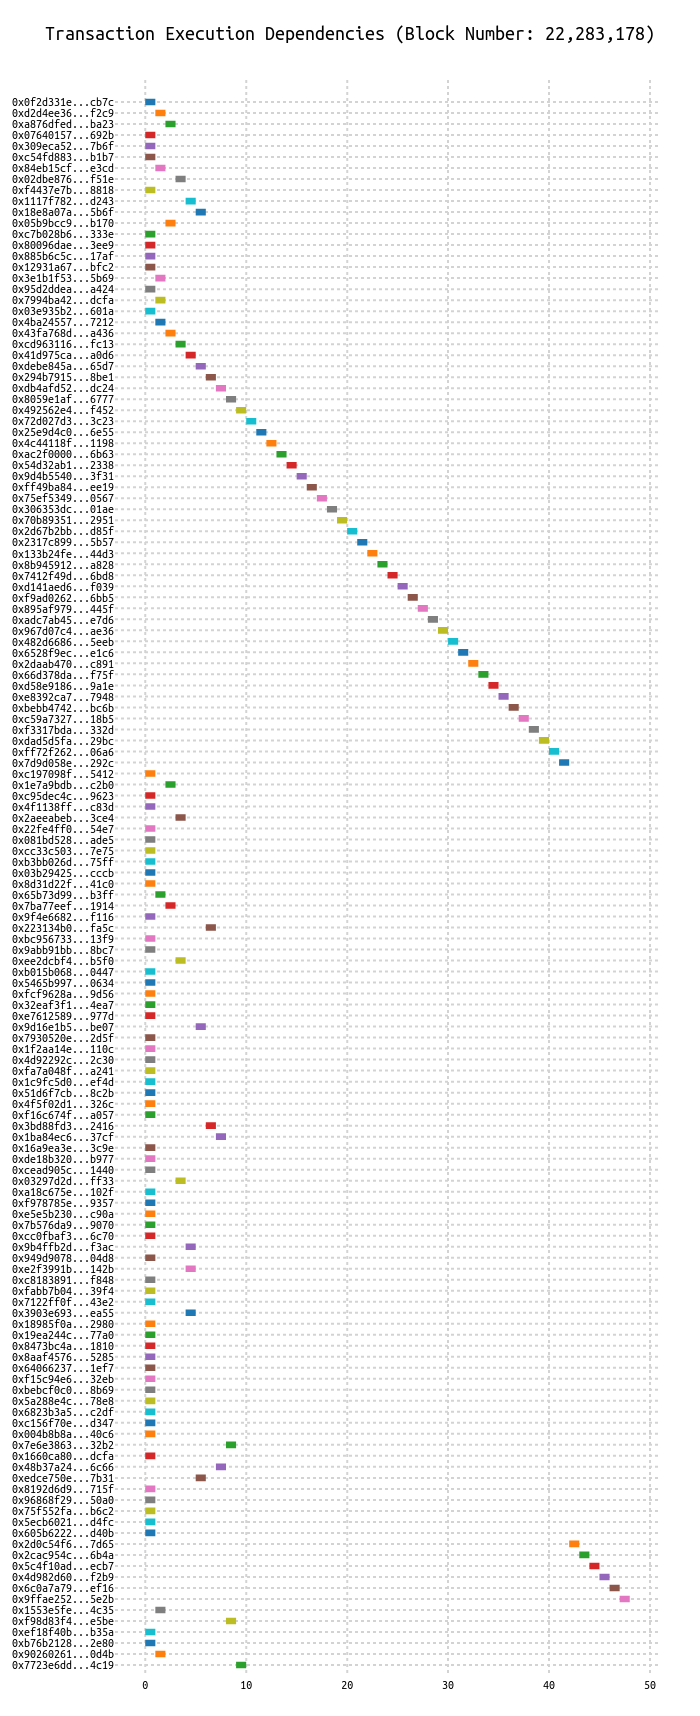 Transaction Execution Dependencies (Block Number: 22,283,178)
0x0f2d331e...cb7c
0xd2d4ee36...f2c9
0xa876dfed...ba23
0x07640157...692b
0x309eca52...7b6f
0xc54fd883...b1b7
0x84eb15cf...e3cd
0x02dbe876...f51e
0xf4437e7b...8818
0x1117f782...d243
0x18e8a07a...5b6f
0x05b9bcc9...b170
0xc7b028b6...333e
0x80096dae...3ee9
0x885b6c5c...17af
0x12931a67...bfc2
0x3e1b1f53...5b69
0x95d2ddea...a424
0x7994ba42...dcfa
0x03e935b2...601a
0x4ba24557...7212
0x43fa768d...a436
0xcd963116...fc13
0x41d975ca...a0d6
0xdebe845a...65d7
0x294b7915...8be1
0xdb4afd52...dc24
0x8059e1af...6777
0x492562e4...f452
0x72d027d3...3c23
0x25e9d4c0...6e55
0x4c44118f...1198
0xac2f0000...6b63
0x54d32ab1...2338
0x9d4b5540...3f31
0xff49ba84...ee19
0x75ef5349...0567
0x306353dc...01ae
0x70b89351...2951
0x2d67b2bb...d85f
0x2317c899...5b57
0x133b24fe...44d3
0x8b945912...a828
0x7412f49d...6bd8
0xd141aed6...f039
0xf9ad0262...6bb5
0x895af979...445f
0xadc7ab45...e7d6
0x967d07c4...ae36
0x482d6686...5eeb
0x6528f9ec...e1c6
0x2daab470...c891
0x66d378da...f75f
0xd58e9186...9a1e
0xe8392ca7...7948
0xbebb4742...bc6b
0xc59a7327...18b5
0xf3317bda...332d
0xdad5d5fa...29bc
0xff72f262...06a6
0x7d9d058e...292c
0xc197098f...5412
0x1e7a9bdb...c2b0
0xc95dec4c...9623
0x4f1138ff...c83d
0x2aeeabeb...3ce4
0x22fe4ff0...54e7
0x081bd528...ade5
0xcc33c503...7e75
0xb3bb026d...75ff
0x03b29425...cccb
0x8d31d22f...41c0
0x65b73d99...b3ff
0x7ba77eef...1914
0x9f4e6682...f116
0x223134b0...fa5c
0xbc956733...13f9
0x9abb91bb...8bc7
0xee2dcbf4...b5f0
0xb015b068...0447
0x5465b997...0634
0xfcf9628a...9d56
0x32eaf3f1...4ea7
0xe7612589...977d
0x9d16e1b5...be07
0x7930520e...2d5f
0x1f2aa14e...110c
0x4d92292c...2c30
0xfa7a048f...a241
0x1c9fc5d0...ef4d
0x51d6f7cb...8c2b
0x4f5f02d1...326c
0xf16c674f...a057
0x3bd88fd3...2416
0x1ba84ec6...37cf
0x16a9ea3e...3c9e
0xde18b320...b977
0xcead905c...1440
0x03297d2d...ff33
0xa18c675e...102f
0xf978785e...9357
0xe5e5b230...c90a
0x7b576da9...9070
0xcc0fbaf3...6c70
0x9b4ffb2d...f3ac
0x949d9078...04d8
0xe2f3991b...142b
0xc8183891...f848
0xfabb7b04...39f4
0x7122ff0f...43e2
0x3903e693...ea55
0x18985f0a...2980
0x19ea244c...77a0
0x8473bc4a...1810
0x8aaf4576...5285
0x64066237...1ef7
0xf15c94e6...32eb
0xbebcf0c0...8b69
0x5a288e4c...78e8
0x6823b3a5...c2df
0xc156f70e...d347
0x004b8b8a...40c6
0x7e6e3863...32b2
0x1660ca80...dcfa
0x48b37a24...6c66
0xedce750e...7b31
0x8192d6d9...715f
0x96868f29...50a0
0x75f552fa...b6c2
0x5ecb6021...d4fc
0x605b6222...d40b
0x2d0c54f6...7d65
0x2cac954c...6b4a
0x5c4f10ad...ecb7
0x4d982d60...f2b9
0x6c0a7a79...ef16
0x9ffae252...5e2b
0x1553e5fe...4c35
0xf98d83f4...e5be
0xef18f40b...b35a
0xb76b2128...2e80
0x90260261...0d4b
0x7723e6dd...4c19
0 10 20 30 40 50